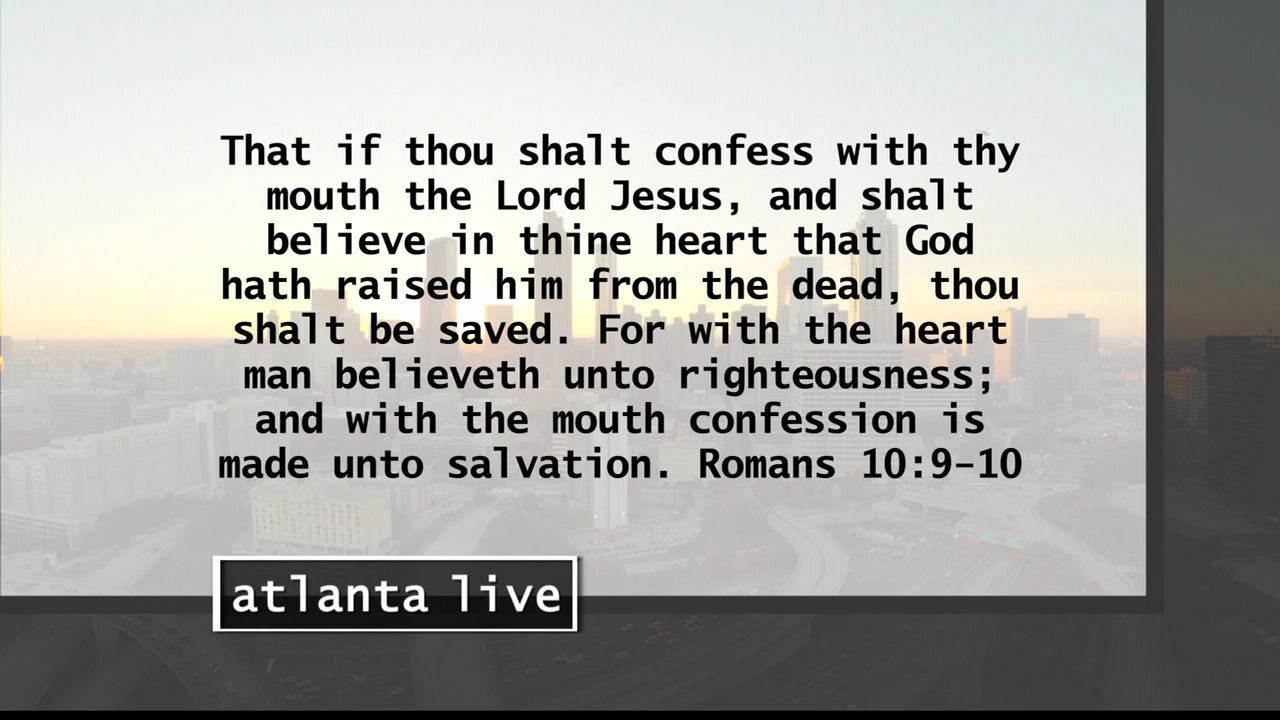 That if thou shalt confess with thy
mouth the Lord Jesus, and shalt
believe in thine heart that God
hath raised him from the dead, thou
shalt be saved. For with the heart
man believeth unto righteousness;
and with the mouth confession is
made unto salvation. Romans 10:9-10
atlanta live